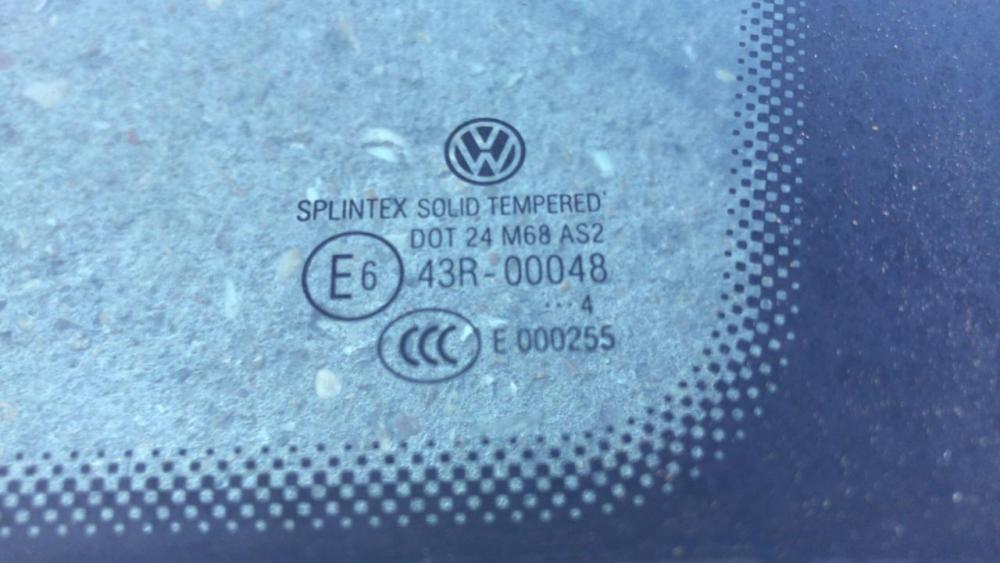 SPLINTEX SOLID TEMPERED
DOT 24 M68 AS2
E6 43R-00048
... 4
CCC E 000255